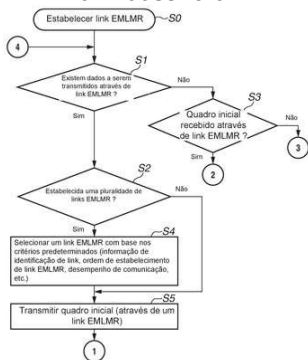 Estabelecer link EMLMR
S0
4
S1
Existem dados a serem
transmitidos através de
link EMLMR ?
Não
S3
Sim
Quadro inicial
recebido através
de link EMLMR ?
Não
Sim
3
2
S2
Estabelecida uma pluralidade de
links EMLMR ?
Não
Sim
S4
Selecionar um link EMLMR com base nos
critérios predeterminados (informação de
identificação de link, ordem de estabelecimento
de link EMLMR, desempenho de comunicação,
etc.)
S5
Transmitir quadro inicial (através de um
link EMLMR)
1